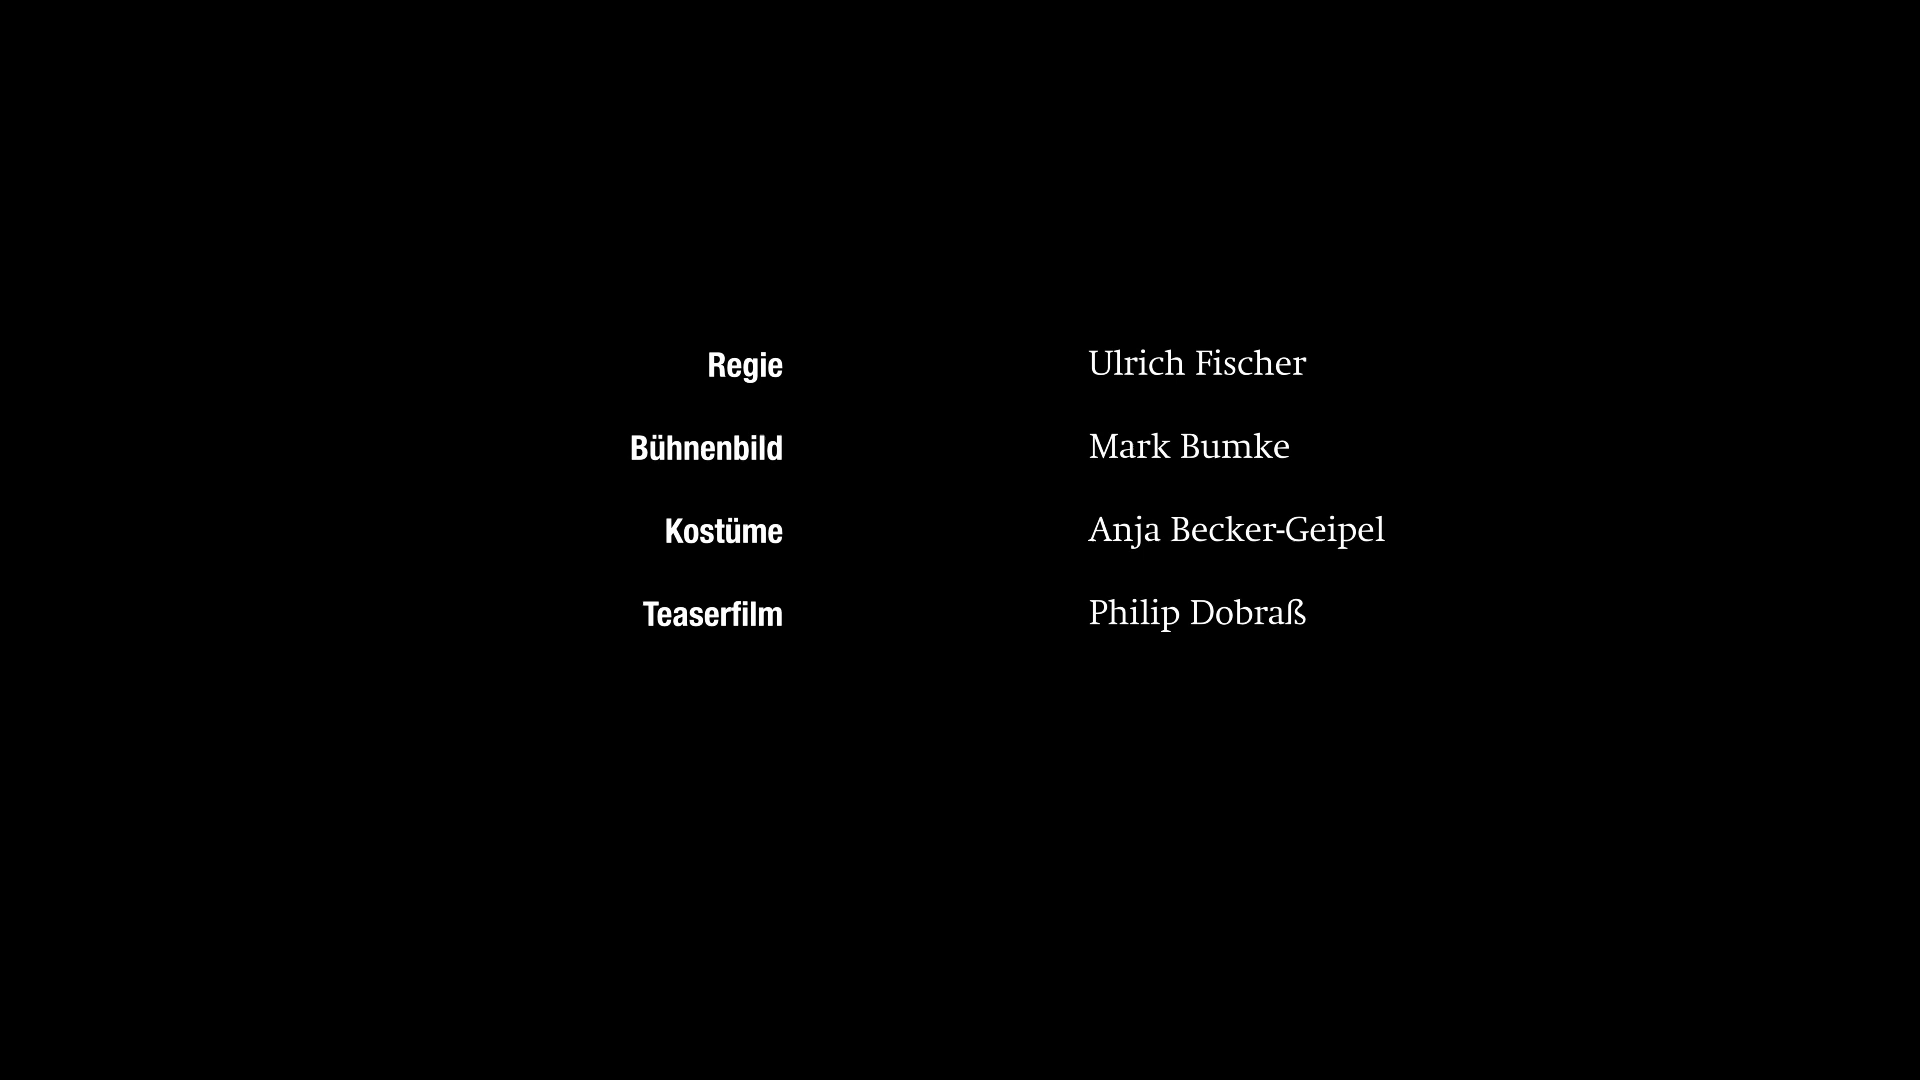 Regie Ulrich Fischer
Bühnenbild Mark Bumke
Kostüme Anja Becker-Geipel
Teaserfilm Philip Dobraß